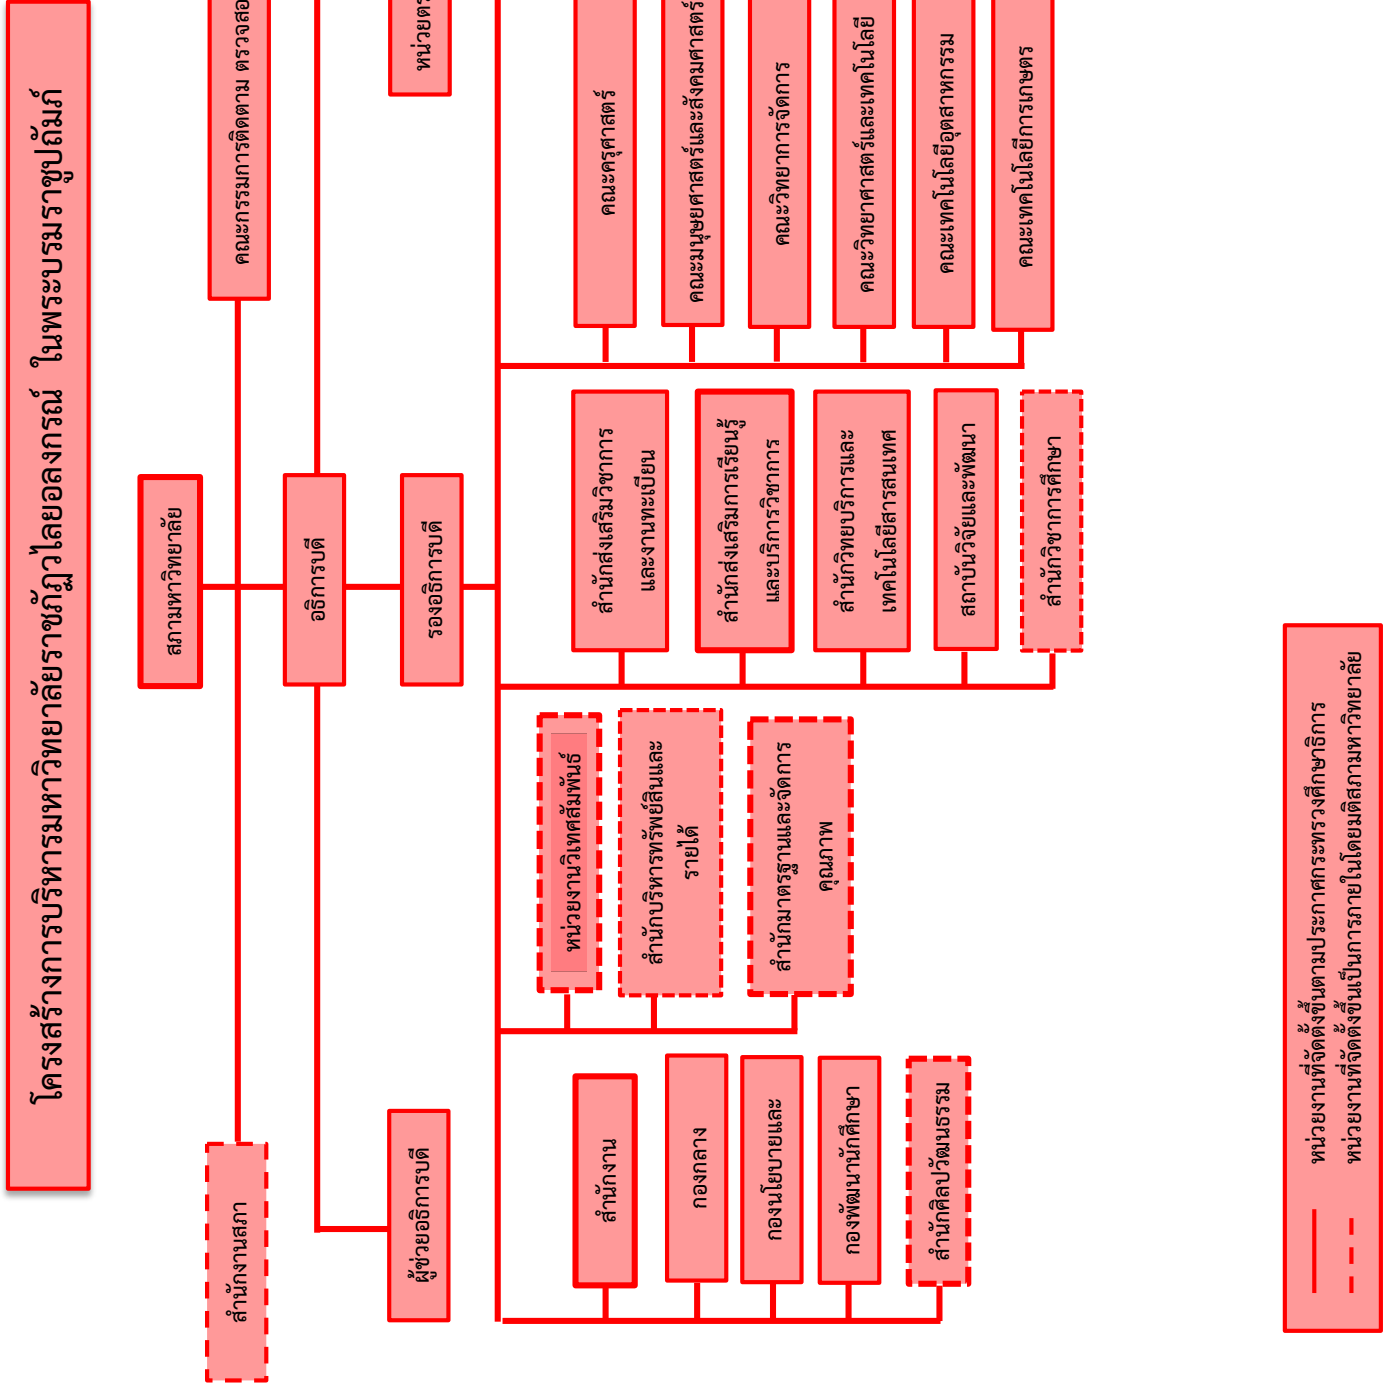 โครงสร้างการบริหารมหาวิทยาลัยราชภัฏวไลยอลงกรณ์ ในพระบรมราชูปถัมภ์
สภามหาวิทยาลัย
สำนักงานสภา
คณะกรรมการติดตาม ตรวจสอ
อธิการบดี
ผู้ช่วยอธิการบดี
รองอธิการบดี
หน่วยตร
สำนักงาน
กองกลาง
กองนโยบายและ
กองพัฒนานักศึกษา
สำนักศิลปวัฒนธรรม
หน่วยงานวิเทศสัมพันธ์
สำนักบริหารทรัพย์สินและ
รายได้
สำนักมาตรฐานและจัดการ
คุณภาพ
สำนักส่งเสริมวิชาการ
และงานทะเบียน
สำนักส่งเสริมการเรียนรู้
และบริการวิชาการ
สำนักวิทยบริการและ
เทคโนโลยีสารสนเทศ
สถาบันวิจัยและพัฒนา
สำนักวิชาการศึกษา
คณะครุศาสตร์
คณะมนุษยศาสตร์และสังคมศาสตร์
คณะวิทยาการจัดการ
คณะวิทยาศาสตร์และเทคโนโลยี
คณะเทคโนโลยีอุตสาหกรรม
คณะเทคโนโลยีการเกษตร
หน่วยงานที่จัดตั้งขึ้นตามประกาศกระทรวงศึกษาธิการ
หน่วยงานที่จัดตั้งขึ้นเป็นการภายในโดยมติสภามหาวิทยาลัย